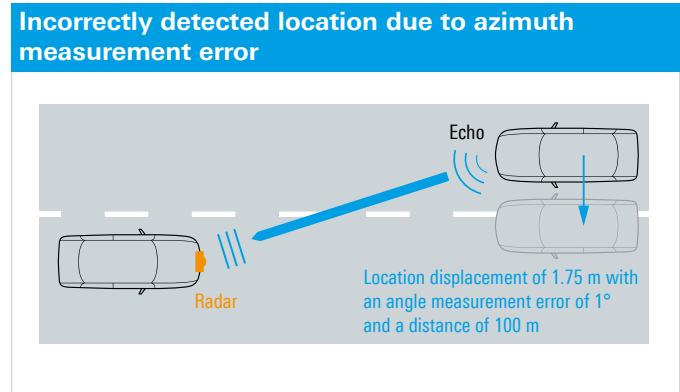 Incorrectly detected location due to azimuth
measurement error
Echo
Radar
Location displacement of 1.75 m with
an angle measurement error of 1°
and a distance of 100 m